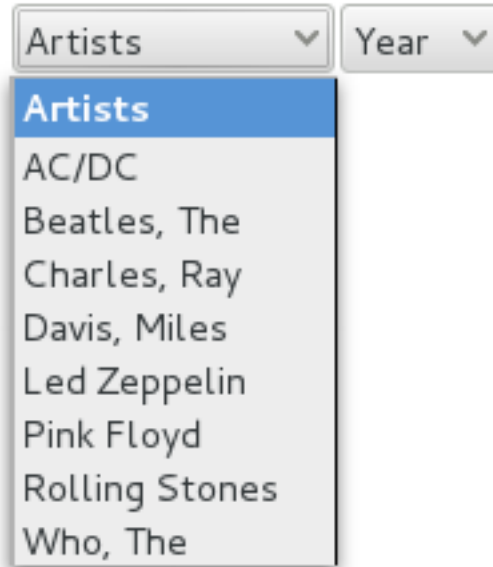 Artists Year
Artists
AC/DC
Beatles, The
Charles, Ray
Davis, Miles
Led Zeppelin
Pink Floyd
Rolling Stones
Who, The